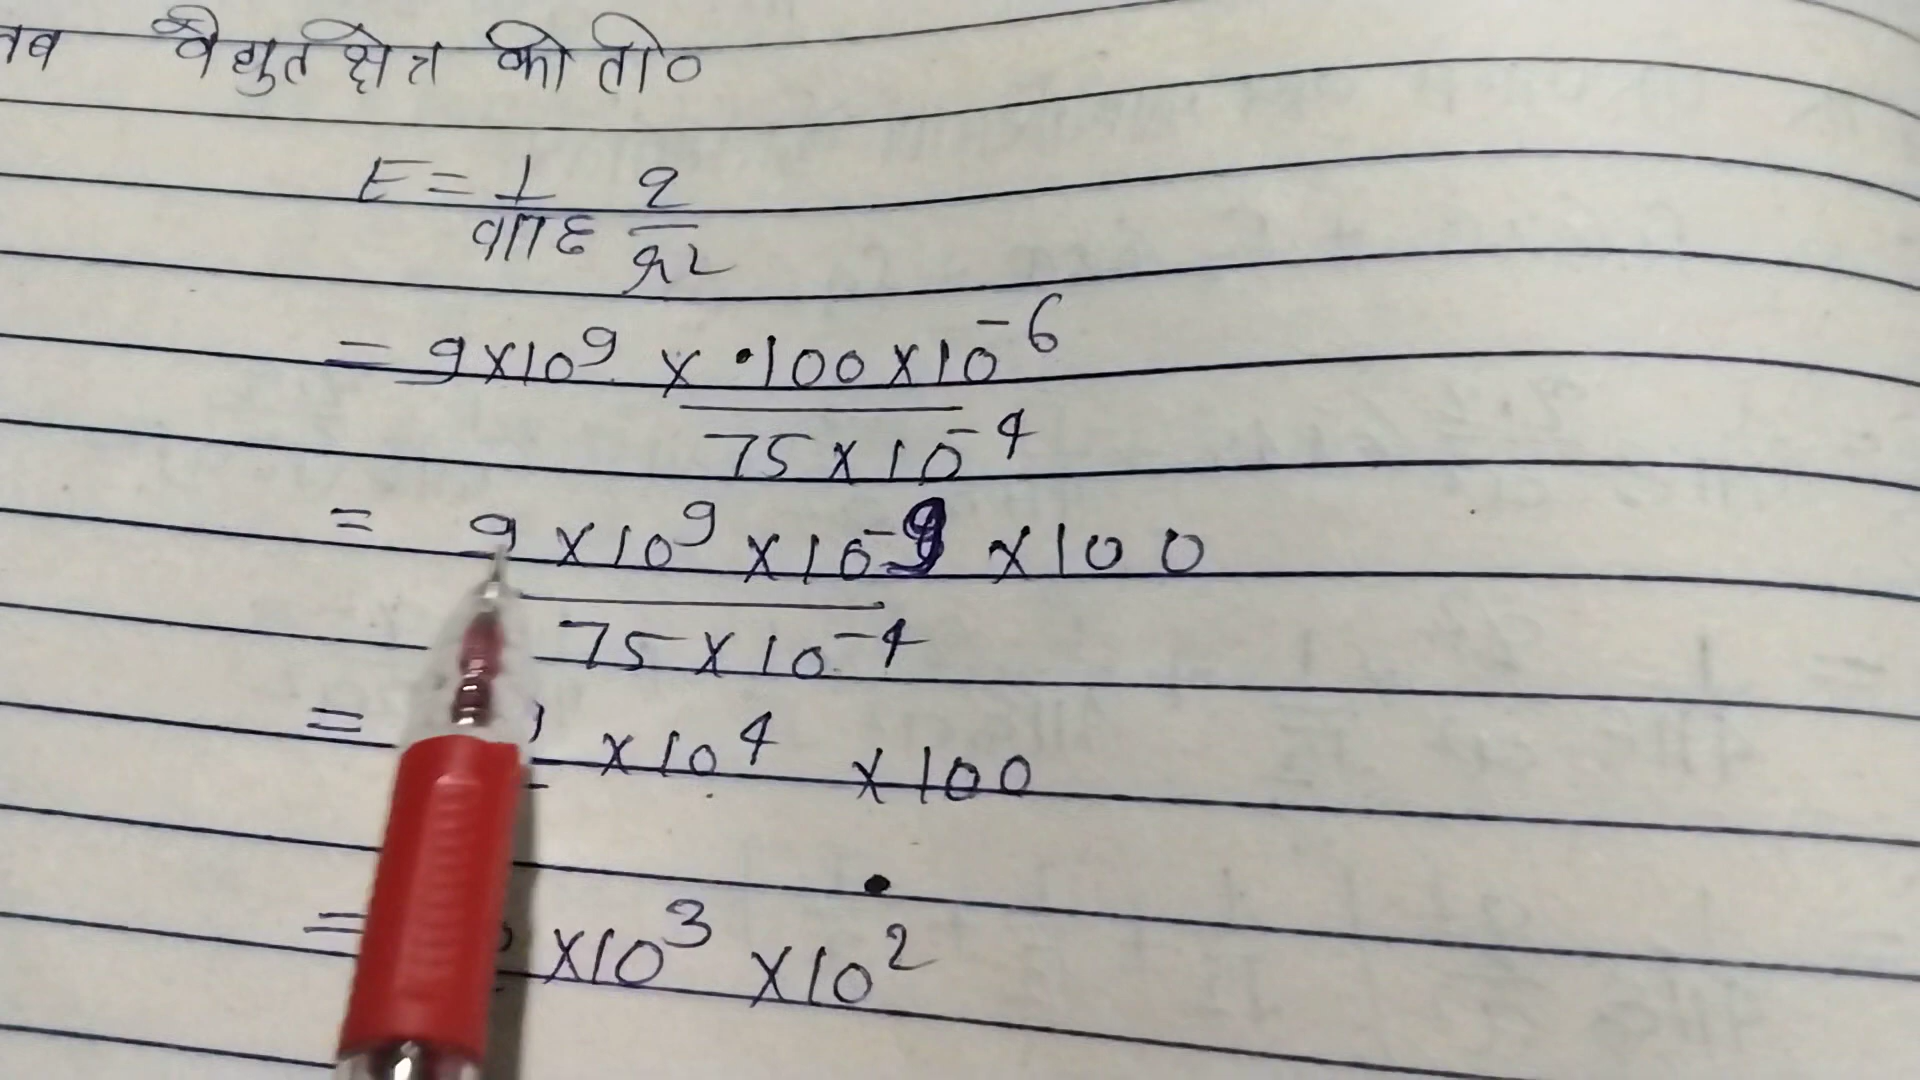 तब वैद्युत क्षेत्र की ती०
E = 1/4πε q/r²
= 9×10⁹ × .100×10⁻⁶ / 75×10⁻⁴
= 9×10⁹ ×10⁻⁹ ×100 / 75×10⁻⁴
= ×10⁴ ×100
= ×10³ ×10²